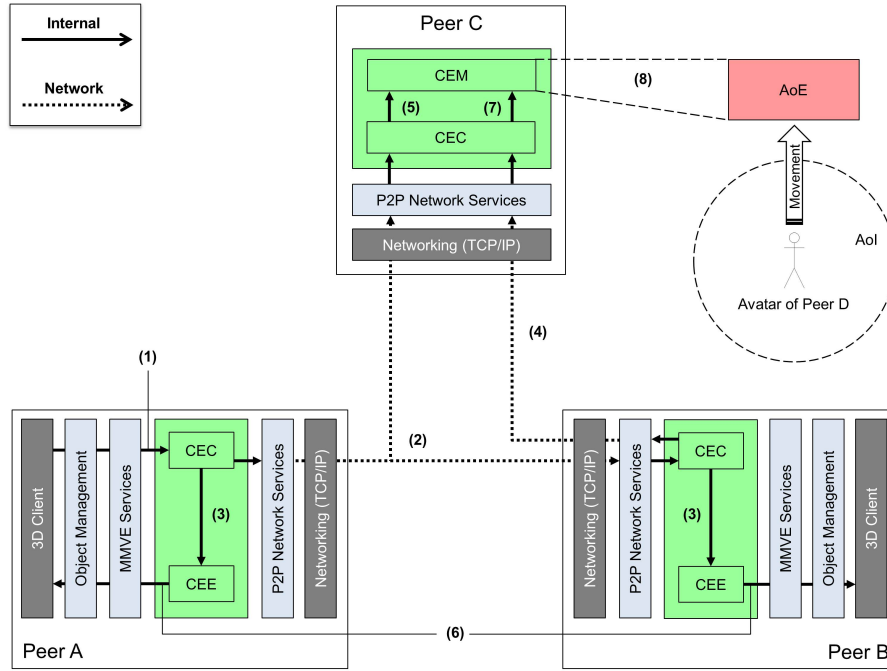 Internal
Network
Peer C
CEM
(5)
(7)
CEC
P2P Network Services
Networking (TCP/IP)
(8)
AoE
Movement
AoI
Avatar of Peer D
(4)
(1)
(2)
3D Client
Object Management
MMVE Services
CEC
(3)
CEE
P2P Network Services
Networking (TCP/IP)
Peer A
(6)
Networking (TCP/IP)
P2P Network Services
CEC
(3)
CEE
MMVE Services
Object Management
3D Client
Peer B